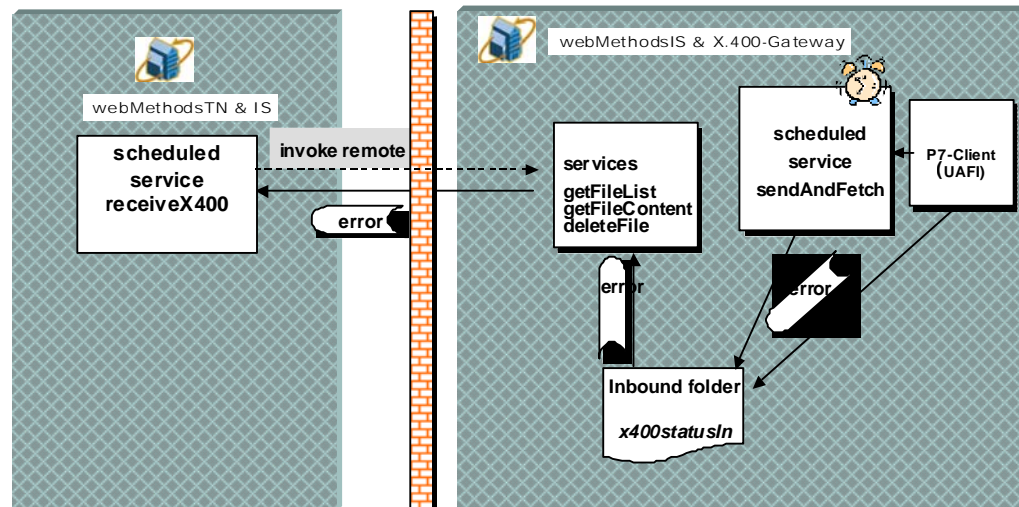 webMethodsIS & X.400-Gateway
webMethodsTN & IS
scheduled
service
receiveX400
invoke remote
error
services
getFileList
getFileContent
deleteFile
scheduled
service
sendAndFetch
P7-Client
(UAFI)
error
error
Inbound folder
x400statusIn